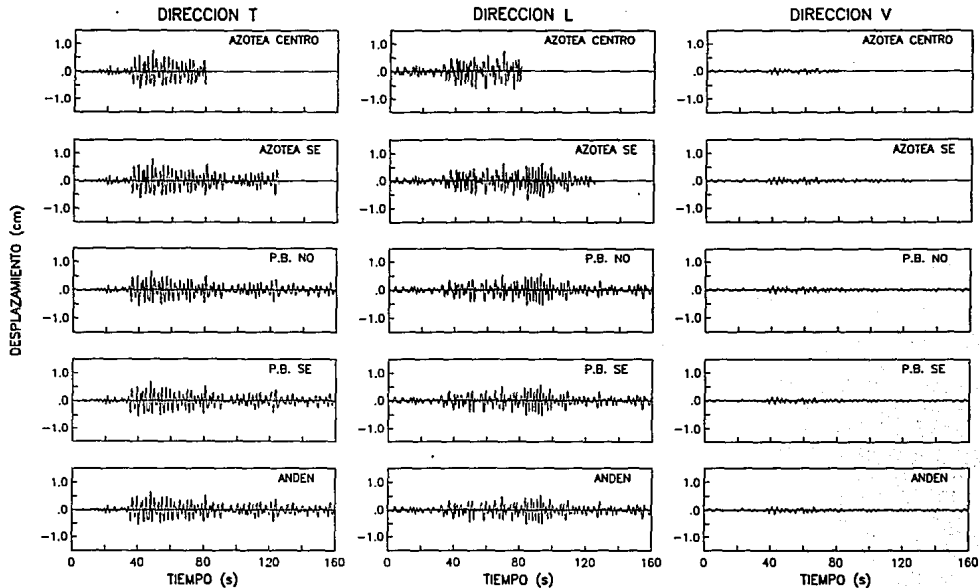 DIRECCION T DIRECCION L DIRECCION V
AZOTEA CENTRO AZOTEA CENTRO AZOTEA CENTRO
1.0 1.0 1.0
.0 .0 .0
-1.0 -1.0 -1.0
AZOTEA SE AZOTEA SE AZOTEA SE
1.0 1.0 1.0
.0 .0 .0
-1.0 -1.0 -1.0
DESPLAZAMIENTO (cm)
P.B. NO P.B. NO P.B. NO
1.0 1.0 1.0
.0 .0 .0
-1.0 -1.0 -1.0
P.B. SE P.B. SE P.B. SE
1.0 1.0 1.0
.0 .0 .0
-1.0 -1.0 -1.0
ANDEN ANDEN ANDEN
1.0 1.0 1.0
.0 .0 .0
-1.0 -1.0 -1.0
0 40 80 120 160 0 40 80 120 160 0 40 80 120 160
TIEMPO (s) TIEMPO (s) TIEMPO (s)